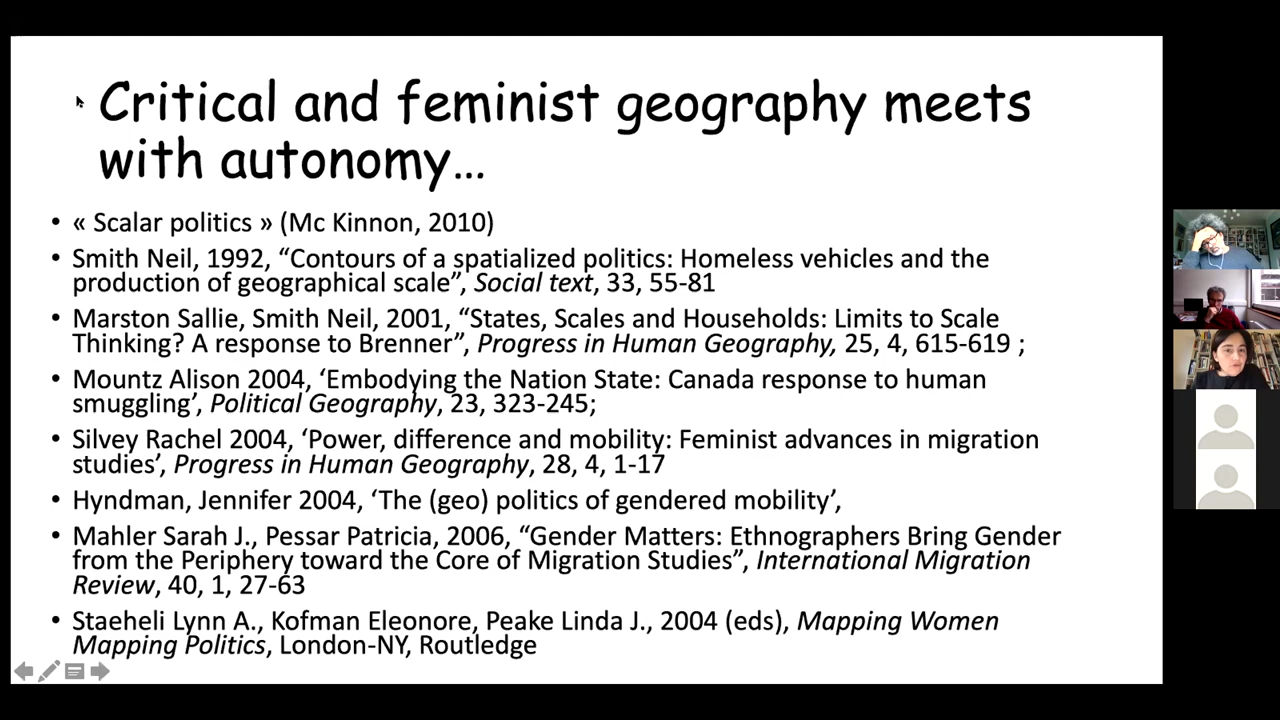 Critical and feminist geography meets
with autonomy...
• « Scalar politics » (Mc Kinnon, 2010)
• Smith Neil, 1992, “Contours of a spatialized politics: Homeless vehicles and the
production of geographical scale”, Social text, 33, 55-81
• Marston Sallie, Smith Neil, 2001, “States, Scales and Households: Limits to Scale
Thinking? A response to Brenner”, Progress in Human Geography, 25, 4, 615-619 ;
• Mountz Alison 2004, ‘Embodying the Nation State: Canada response to human
smuggling’, Political Geography, 23, 323-245;
• Silvey Rachel 2004, ‘Power, difference and mobility: Feminist advances in migration
studies’, Progress in Human Geography, 28, 4, 1-17
• Hyndman, Jennifer 2004, ‘The (geo) politics of gendered mobility’,
• Mahler Sarah J., Pessar Patricia, 2006, “Gender Matters: Ethnographers Bring Gender
from the Periphery toward the Core of Migration Studies”, International Migration
Review, 40, 1, 27-63
• Staeheli Lynn A., Kofman Eleonore, Peake Linda J., 2004 (eds), Mapping Women
Mapping Politics, London-NY, Routledge